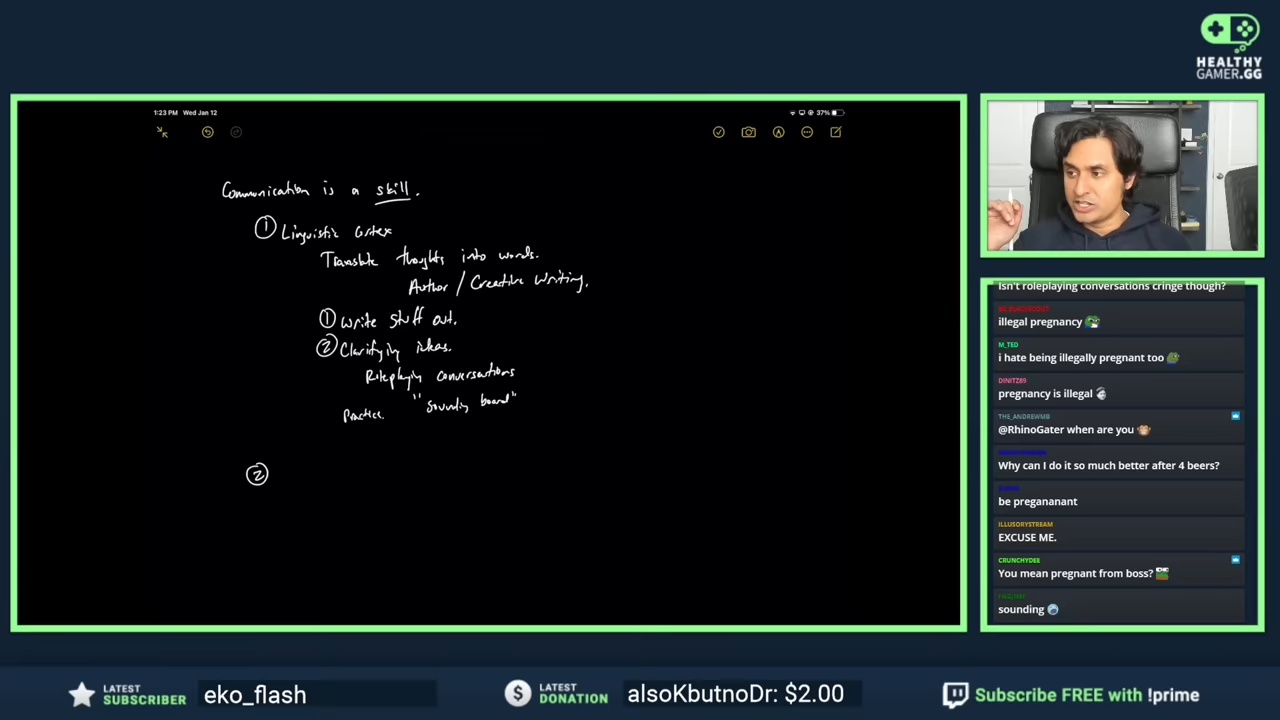 1:23 PM Wed Jan 12
37%
HEALTHY
GAMER.GG
Communication is a skill.
① Linguistic Cortex
Translate thoughts into words.
Author / Creative Writing.
① Write stuff out.
② Clarifying ideas.
Roleplaying conversations
Practice. "Sounding board"
②
Isn't roleplaying conversations cringe though?
illegal pregnancy
M_TED
i hate being illegally pregnant too
DINITZ89
pregnancy is illegal
THE_ANDREWMB
@RhinoGater when are you
Why can I do it so much better after 4 beers?
be pregananant
ILLUSORYSTREAM
EXCUSE ME.
CRUNCHYDEE
You mean pregnant from boss?
sounding
LATEST
SUBSCRIBER
eko_flash
LATEST
DONATION
alsoKbutnoDr: $2.00
Subscribe FREE with !prime